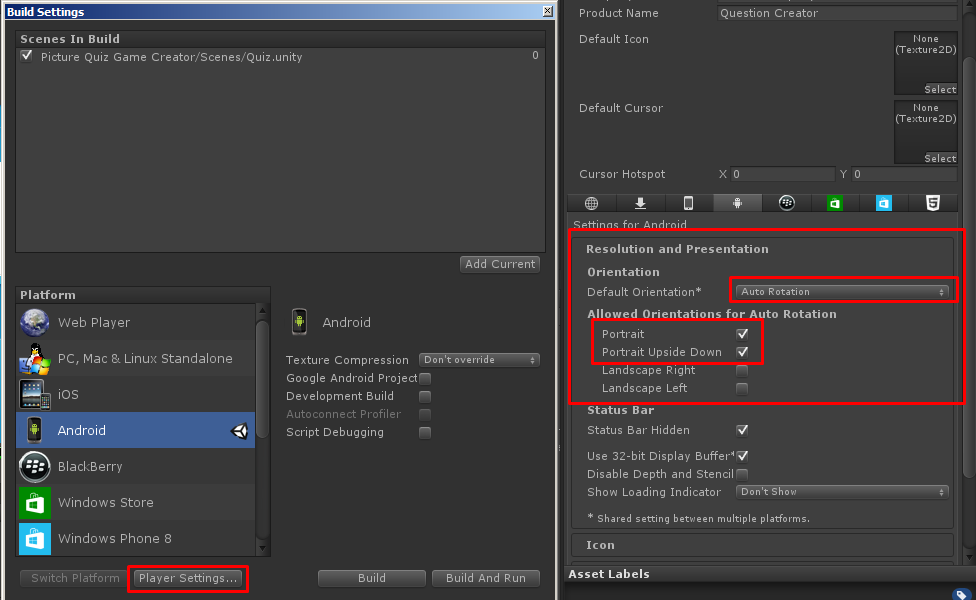 Build Settings
Scenes In Build
Picture Quiz Game Creator/Scenes/Quiz.unity 0
Add Current
Platform
Web Player
PC, Mac & Linux Standalone
iOS
Android
BlackBerry
Windows Store
Windows Phone 8
Android
Texture Compression Don't override
Google Android Project
Development Build
Autoconnect Profiler
Script Debugging
Switch Platform Player Settings... Build Build And Run
Product Name Question Creator
Default Icon
None
(Texture2D)
Select
Default Cursor
None
(Texture2D)
Select
Cursor Hotspot X 0 Y 0
Settings for Android
Resolution and Presentation
Orientation
Default Orientation* Auto Rotation
Allowed Orientations for Auto Rotation
Portrait
Portrait Upside Down
Landscape Right
Landscape Left
Status Bar
Status Bar Hidden
Use 32-bit Display Buffer*
Disable Depth and Stencil
Show Loading Indicator Don't Show
* Shared setting between multiple platforms.
Icon
Asset Labels